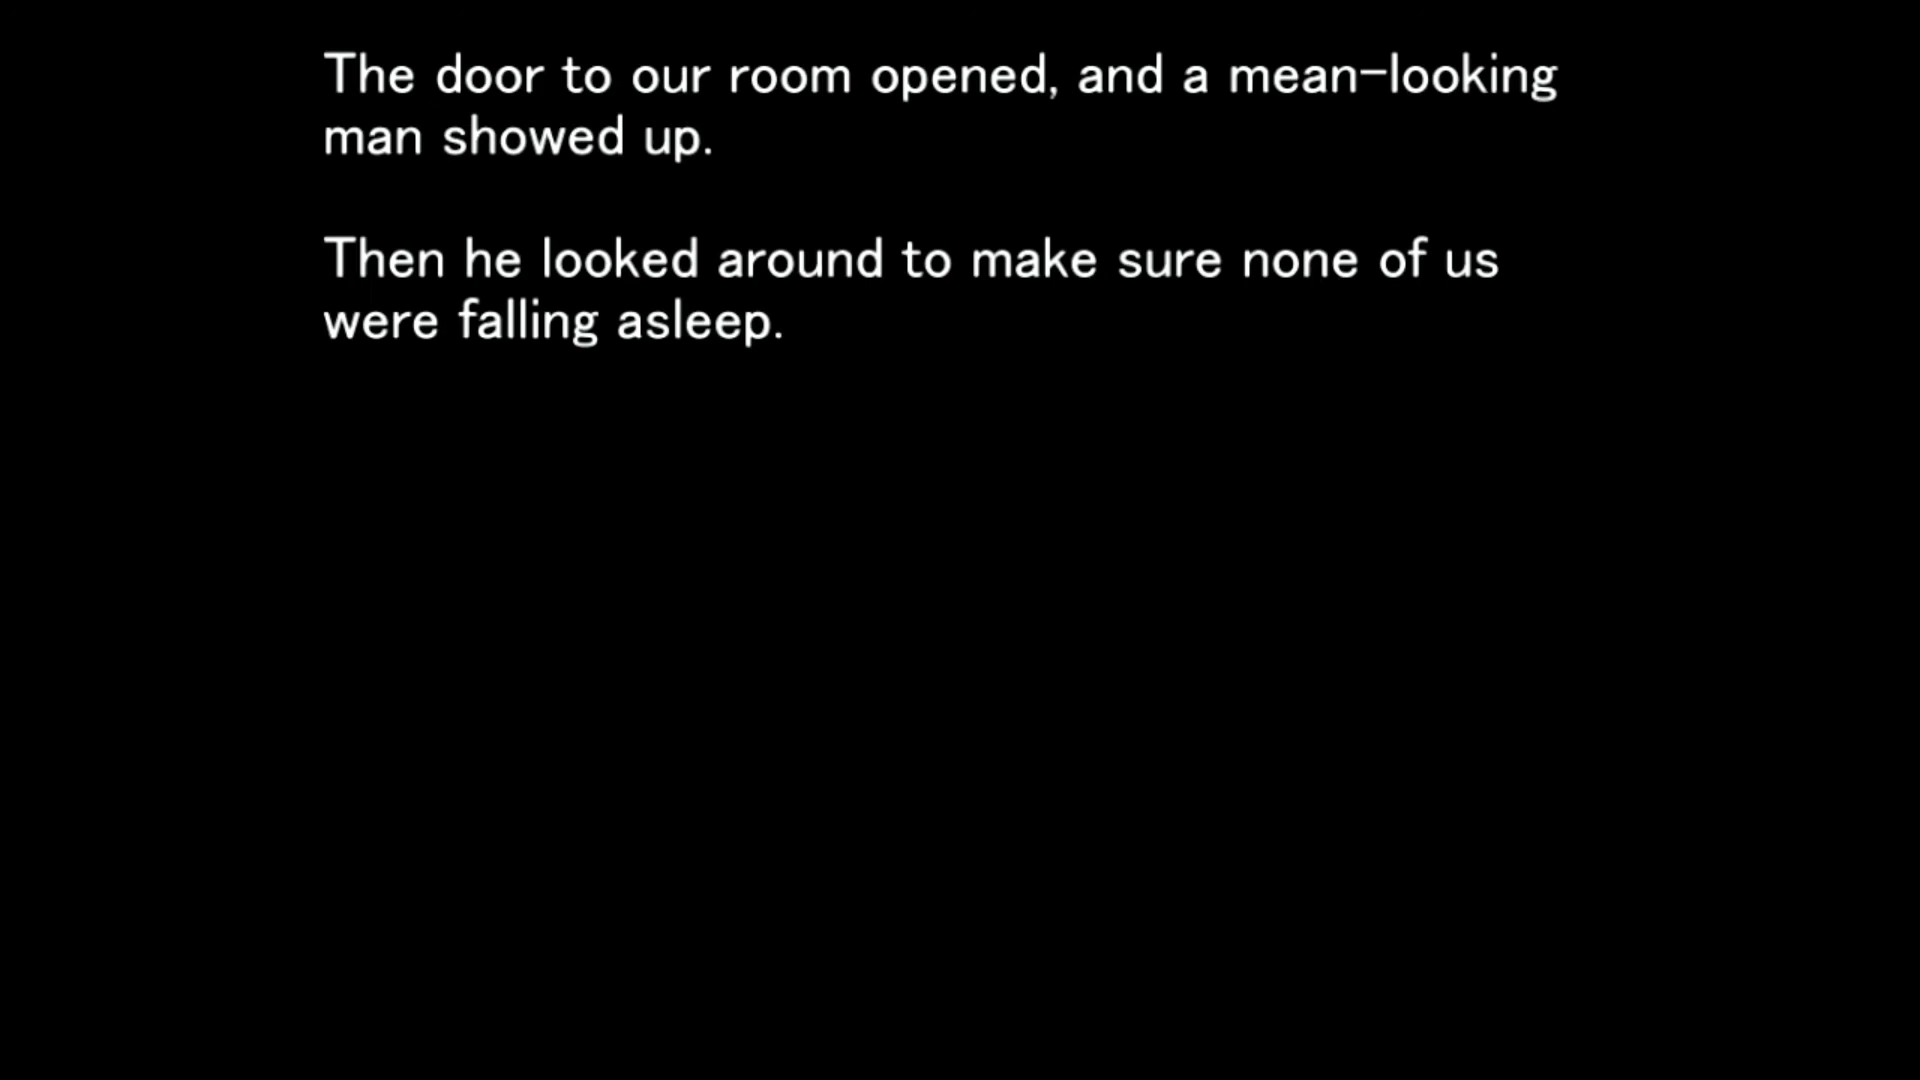 The door to our room opened, and a mean-looking
man showed up.
Then he looked around to make sure none of us
were falling asleep.